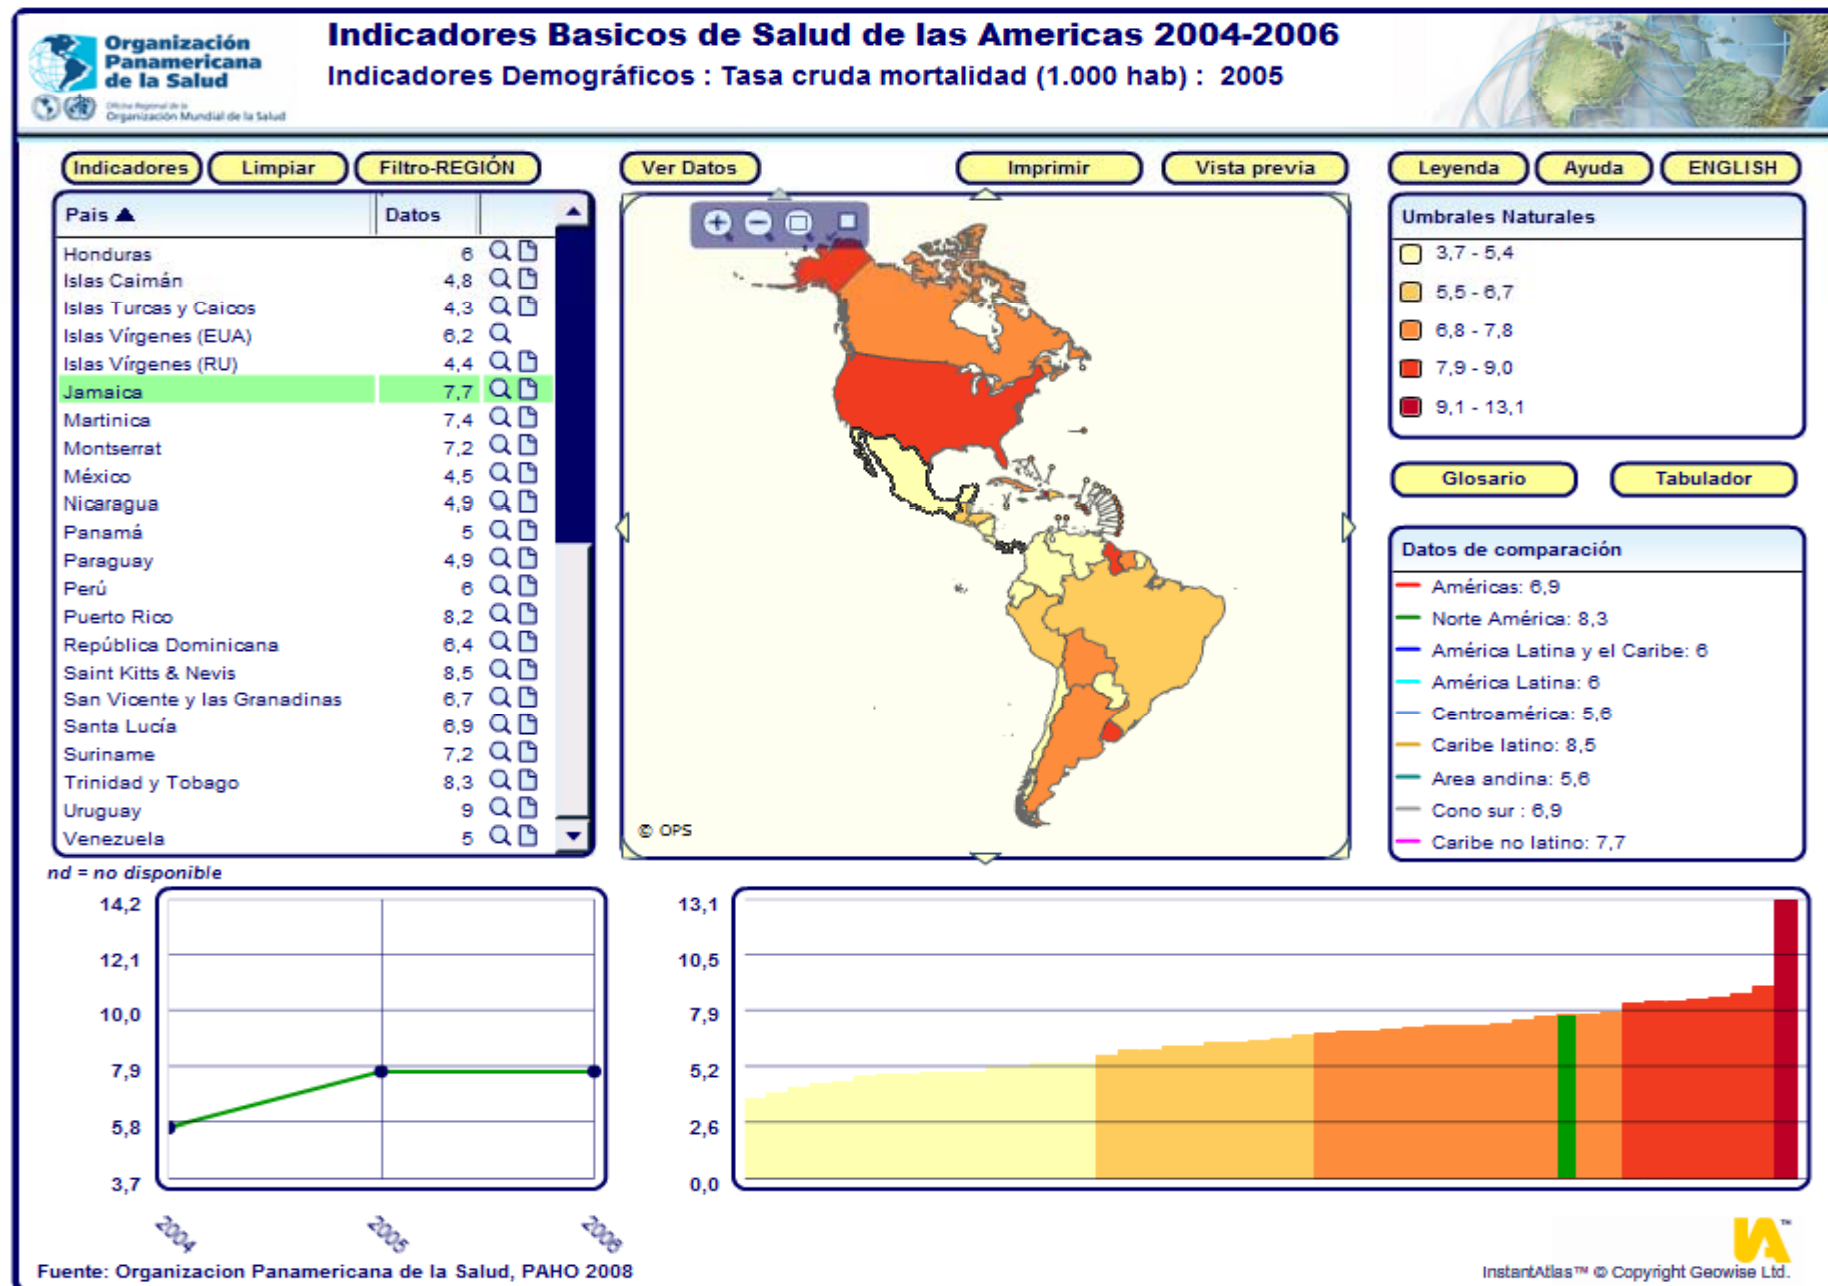 Organización
Panamericana
de la Salud
Oficina Regional de la
Organización Mundial de la Salud
Indicadores Basicos de Salud de las Americas 2004-2006
Indicadores Demográficos : Tasa cruda mortalidad (1.000 hab) : 2005
Indicadores Limpiar Filtro-REGIÓN Ver Datos Imprimir Vista previa Leyenda Ayuda ENGLISH
Pais Datos
Honduras 6
Islas Caimán 4,8
Islas Turcas y Caicos 4,3
Islas Vírgenes (EUA) 6,2
Islas Vírgenes (RU) 4,4
Jamaica 7,7
Martinica 7,4
Montserrat 7,2
México 4,5
Nicaragua 4,9
Panamá 5
Paraguay 4,9
Perú 6
Puerto Rico 8,2
República Dominicana 6,4
Saint Kitts & Nevis 8,5
San Vicente y las Granadinas 6,7
Santa Lucía 6,9
Suriname 7,2
Trinidad y Tobago 8,3
Uruguay 9
Venezuela 5
nd = no disponible
© OPS
Umbrales Naturales
3,7 - 5,4
5,5 - 6,7
6,8 - 7,8
7,9 - 9,0
9,1 - 13,1
Glosario Tabulador
Datos de comparación
Américas: 6,9
Norte América: 8,3
América Latina y el Caribe: 6
América Latina: 6
Centroamérica: 5,6
Caribe latino: 8,5
Area andina: 5,6
Cono sur : 6,9
Caribe no latino: 7,7
14,2
12,1
10,0
7,9
5,8
3,7
2004 2005 2006
13,1
10,5
7,9
5,2
2,6
0,0
Fuente: Organizacion Panamericana de la Salud, PAHO 2008
IA™
InstantAtlas™ © Copyright Geowise Ltd.